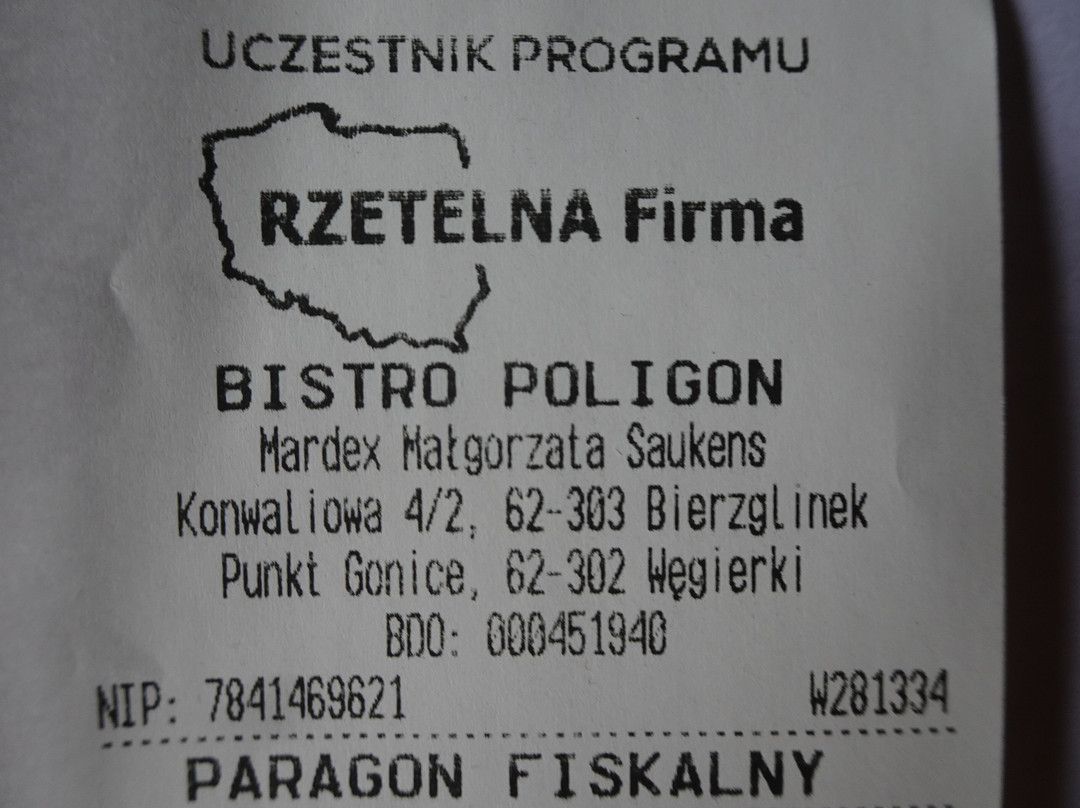 UCZESTNIK PROGRAMU
RZETELNA Firma
BISTRO POLIGON
Mardex Małgorzata Saukens
Konwaliowa 4/2, 62-303 Bierzglinek
Punkt Gonice, 62-302 Węgierki
BDO: 000451940
NIP: 7841469621 W281334
PARAGON FISKALNY